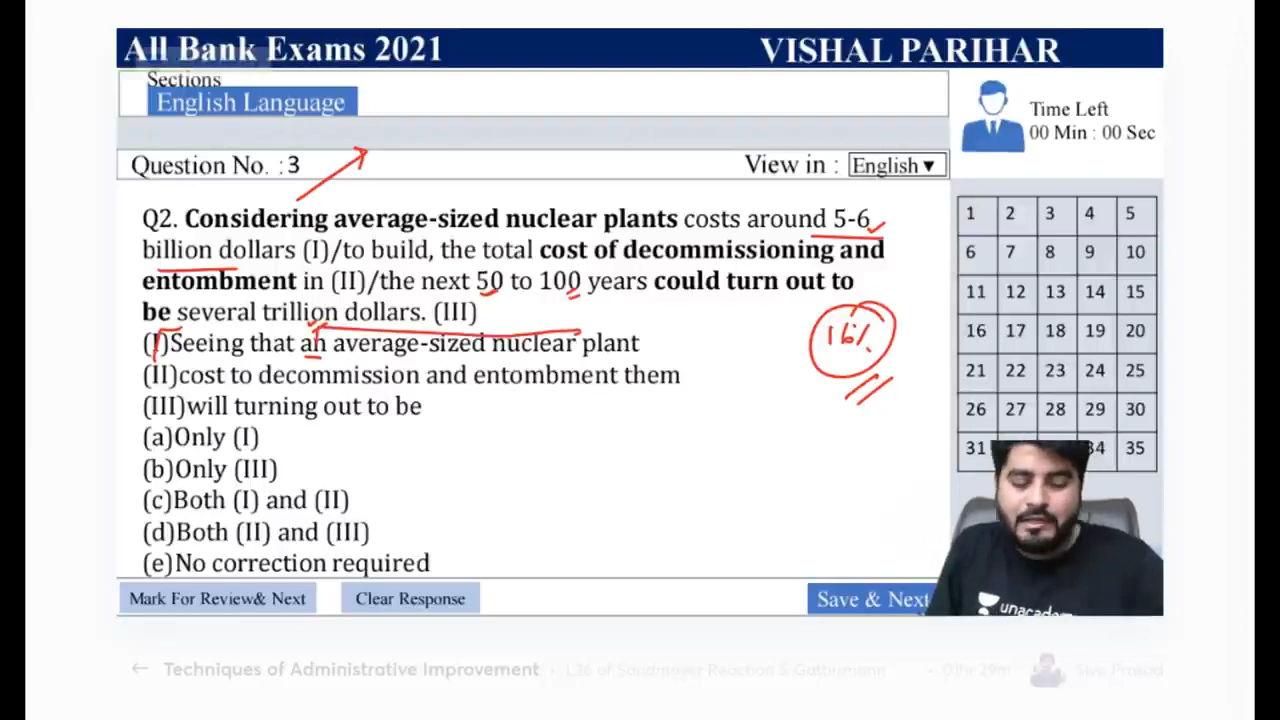 All Bank Exams 2021
VISHAL PARIHAR
Sections
English Language
Time Left
00 Min : 00 Sec
Question No. : 3
View in : English▼
Q2. Considering average-sized nuclear plants costs around 5-6
billion dollars (I)/to build, the total cost of decommissioning and
entombment in (II)/the next 50 to 100 years could turn out to
be several trillion dollars. (III)
(I)Seeing that an average-sized nuclear plant
(II)cost to decommission and entombment them
(III)will turning out to be
(a)Only (I)
(b)Only (III)
(c)Both (I) and (II)
(d)Both (II) and (III)
(e)No correction required
16%
1 2 3 4 5
6 7 8 9 10
11 12 13 14 15
16 17 18 19 20
21 22 23 24 25
26 27 28 29 30
31 34 35
Mark For Review& Next
Clear Response
Save & Next
unacadem
← Techniques of Administrative Improvement
L36 of Sandmeyer Reaction & Gattermann